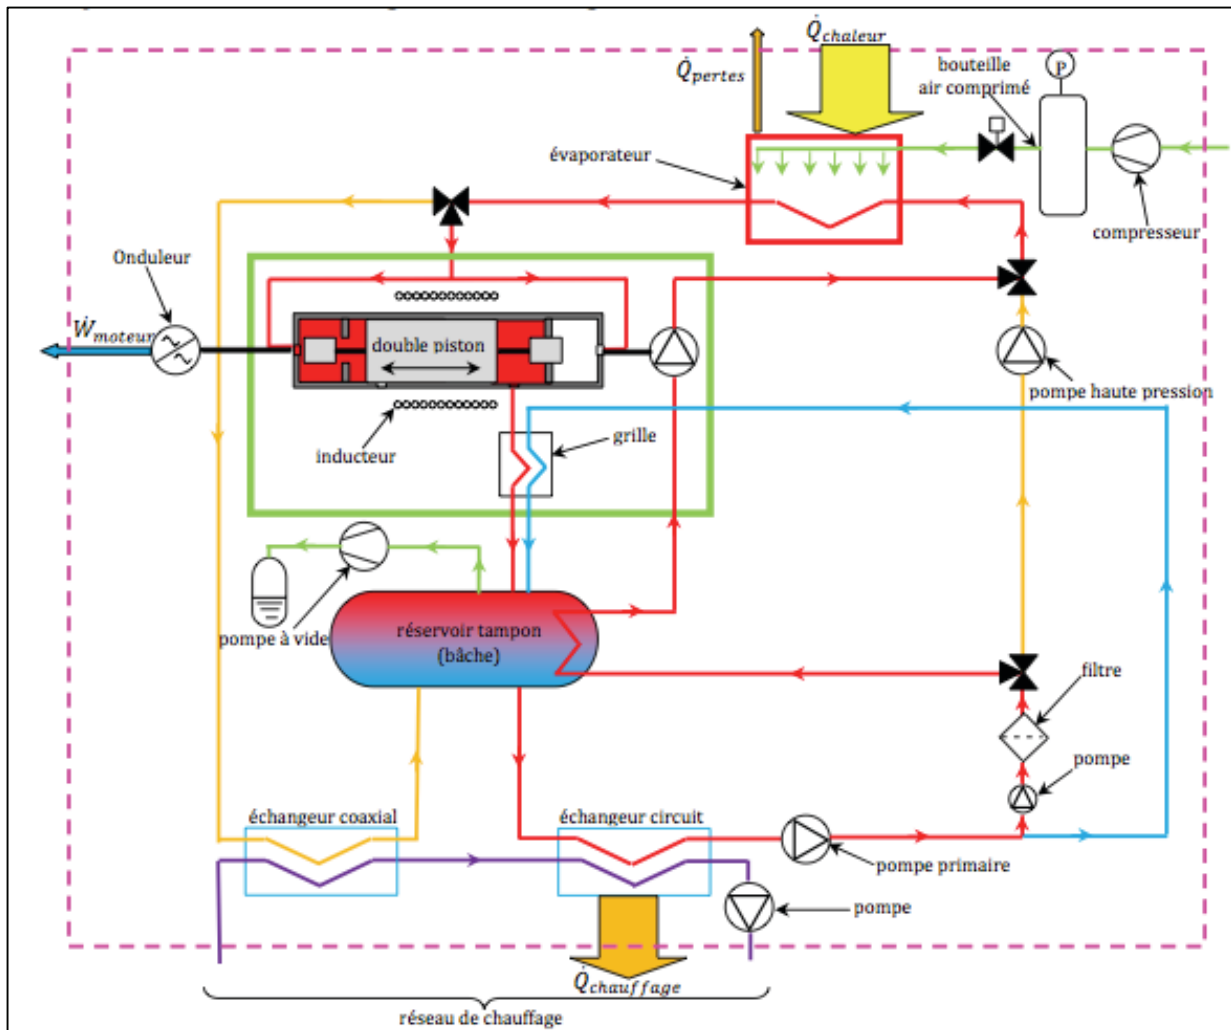 Q̇chaleur
Q̇pertes
bouteille
air comprimé
P
évaporateur
compresseur
Onduleur
Ẇmoteur
double piston
pompe haute pression
grille
inducteur
pompe à vide
réservoir tampon
(bâche)
filtre
pompe
échangeur coaxial
échangeur circuit
pompe primaire
pompe
Q̇chauffage
réseau de chauffage